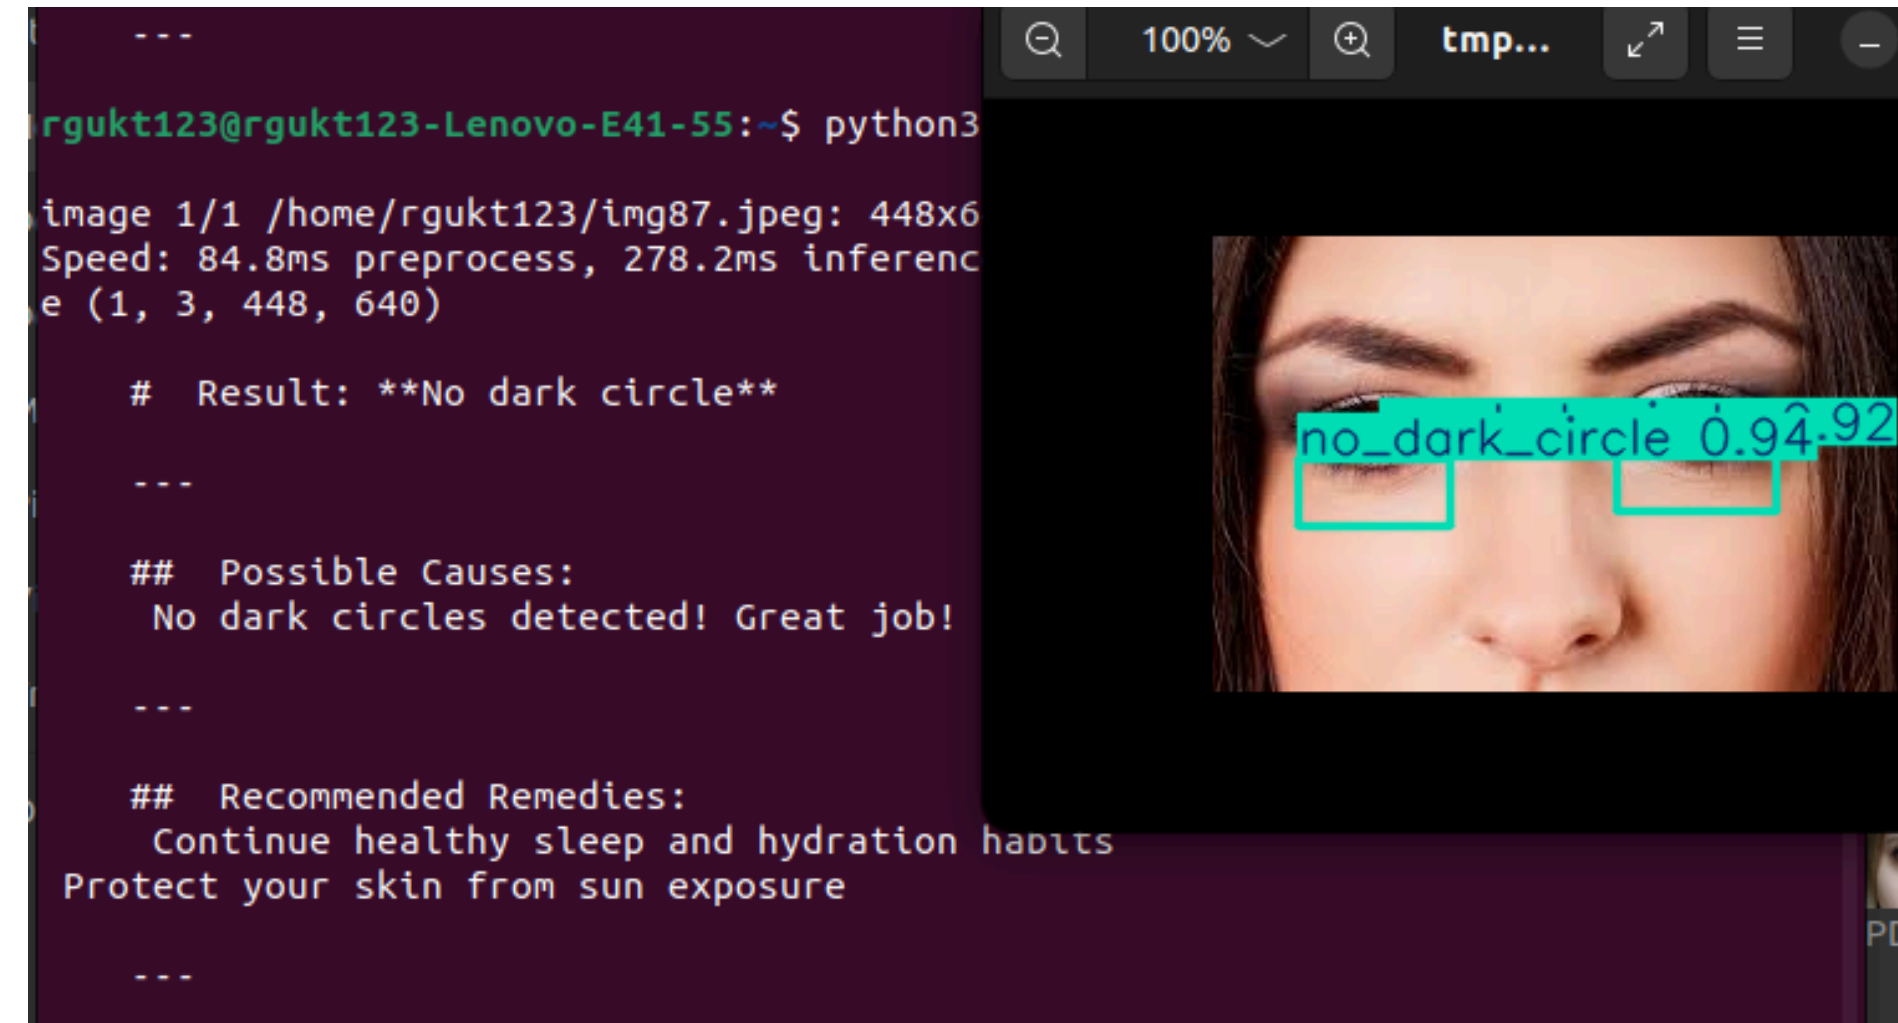 ---
rgukt123@rgukt123-Lenovo-E41-55:~$ python3
image 1/1 /home/rgukt123/img87.jpeg: 448x6
Speed: 84.8ms preprocess, 278.2ms inferenc
e (1, 3, 448, 640)
# Result: **No dark circle**
---
## Possible Causes:
No dark circles detected! Great job!
---
## Recommended Remedies:
Continue healthy sleep and hydration habits
Protect your skin from sun exposure
---
100%
tmp...
no_dark_circle 0.94
.92
PD